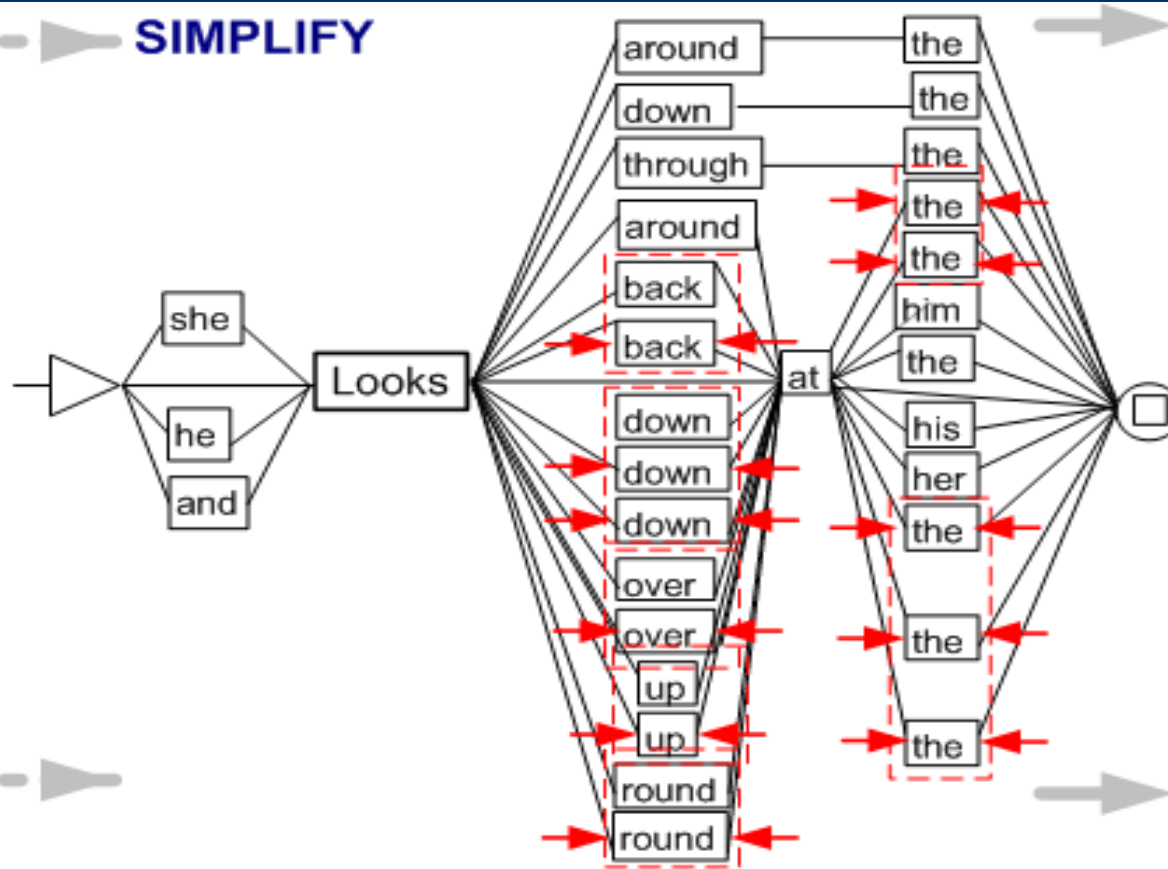 SIMPLIFY
she
he
and
Looks
around
down
through
around
back
back
down
down
down
over
over
up
up
round
round
at
the
the
the
the
the
him
the
his
her
the
the
the